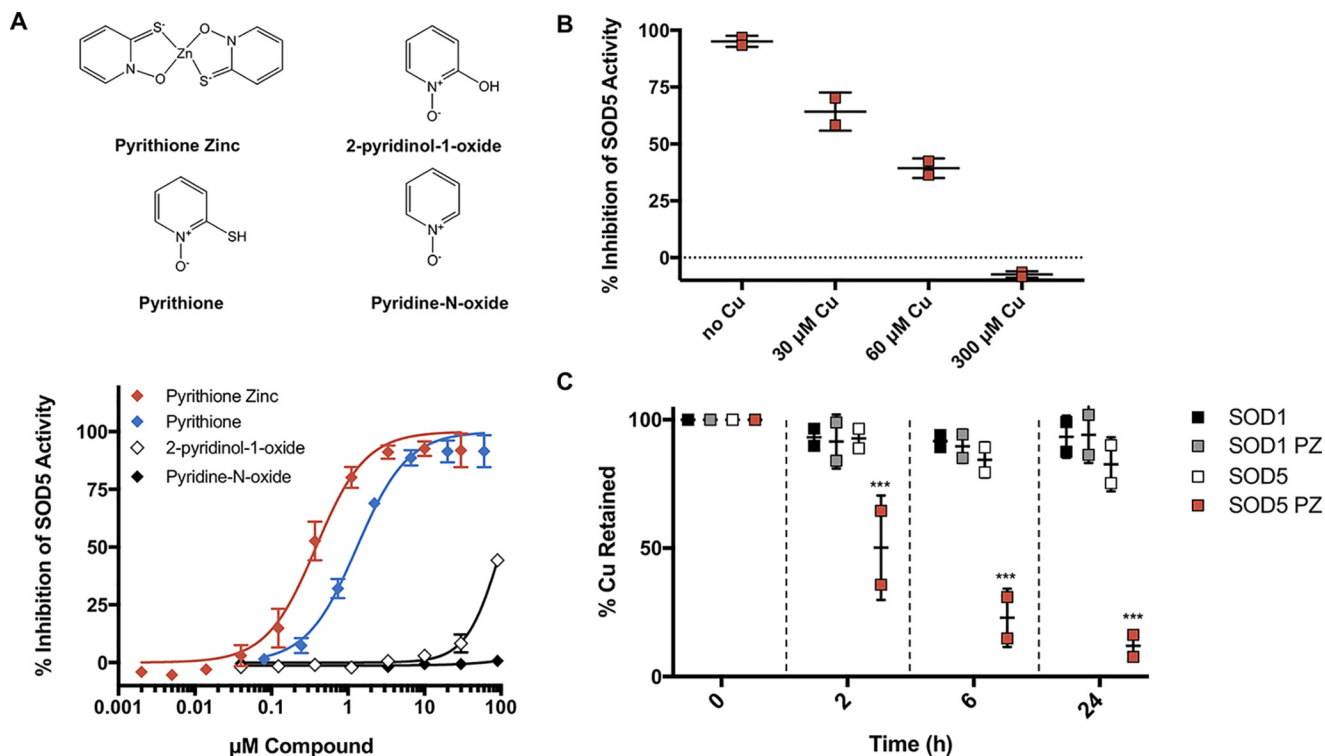 A
S-
O
Zn
N
N
O
S-
Pyrithione Zinc
N+
OH
O-
2-pyridinol-1-oxide
N+
SH
O-
Pyrithione
N+
O-
Pyridine-N-oxide
% Inhibition of SOD5 Activity
100
75
50
25
0
0.001
0.01
0.1
1
10
100
µM Compound
Pyrithione Zinc
Pyrithione
2-pyridinol-1-oxide
Pyridine-N-oxide
B
% Inhibition of SOD5 Activity
100
75
50
25
0
no Cu
30 µM Cu
60 µM Cu
300 µM Cu
C
% Cu Retained
100
50
0
***
***
***
0
2
6
24
Time (h)
SOD1
SOD1 PZ
SOD5
SOD5 PZ